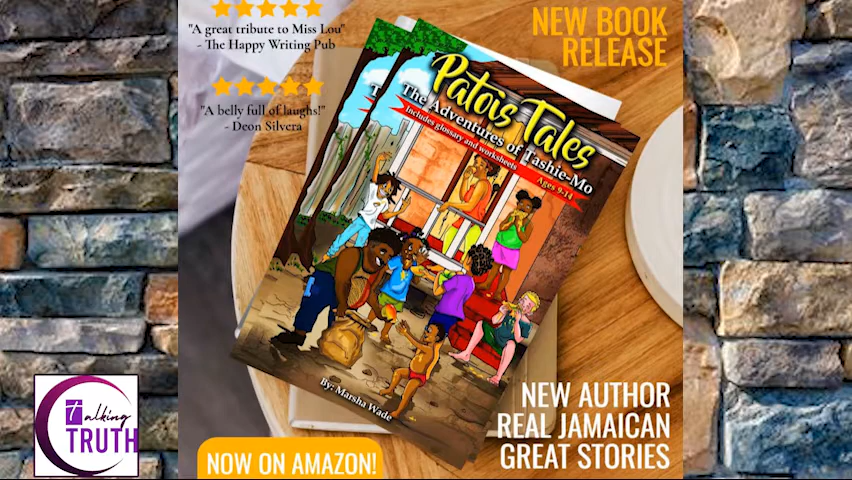 "A great tribute to Miss Lou"
- The Happy Writing Pub
"A belly full of laughs!"
- Deon Silvera
NEW BOOK
RELEASE
Patois Tales
The Adventures of Tashie-Mo
Includes glossary and worksheets
Ages 9-14
By: Marsha Wade
NEW AUTHOR
REAL JAMAICAN
GREAT STORIES
NOW ON AMAZON!
Talking
TRUTH